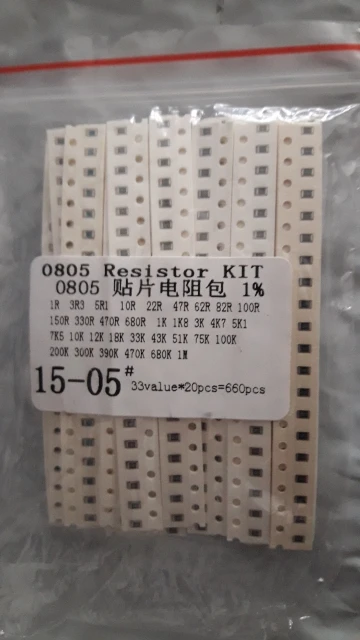 0805 Resistor KIT
0805 贴片电阻包 1%
1R 3R3 5R1 10R 22R 47R 62R 82R 100R
150R 330R 470R 680R 1K 1K8 3K 4K7 5K1
7K5 10K 12K 18K 33K 43K 51K 75K 100K
200K 300K 390K 470K 680K 1M
15-05# 33value*20pcs=660pcs